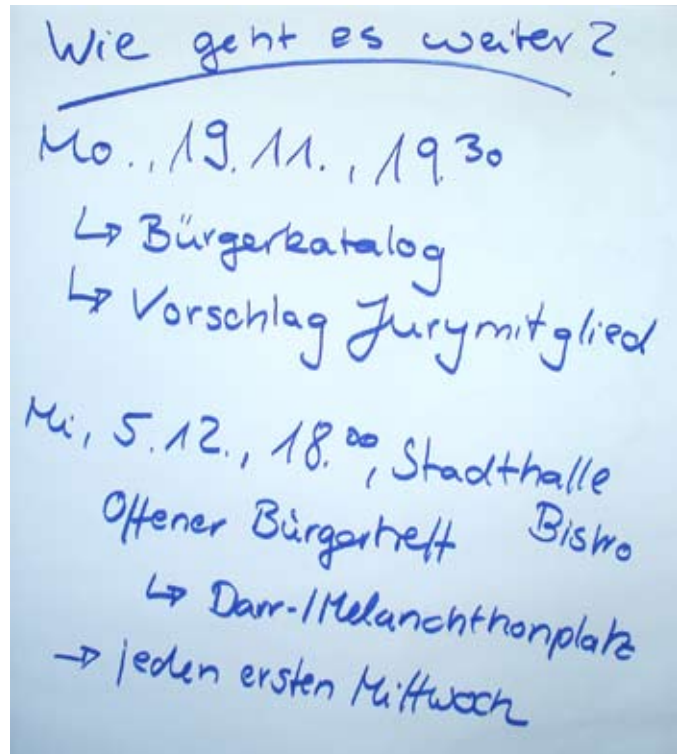 Wie geht es weiter?
Mo., 19.11., 19.30
↳ Bürgerkatalog
↳ Vorschlag Jurymitglied
Mi, 5.12., 18.00, Stadthalle
Offener Bürgertreff Bistro
↳ Darr-/Melanchthonplatz
→ jeden ersten Mittwoch